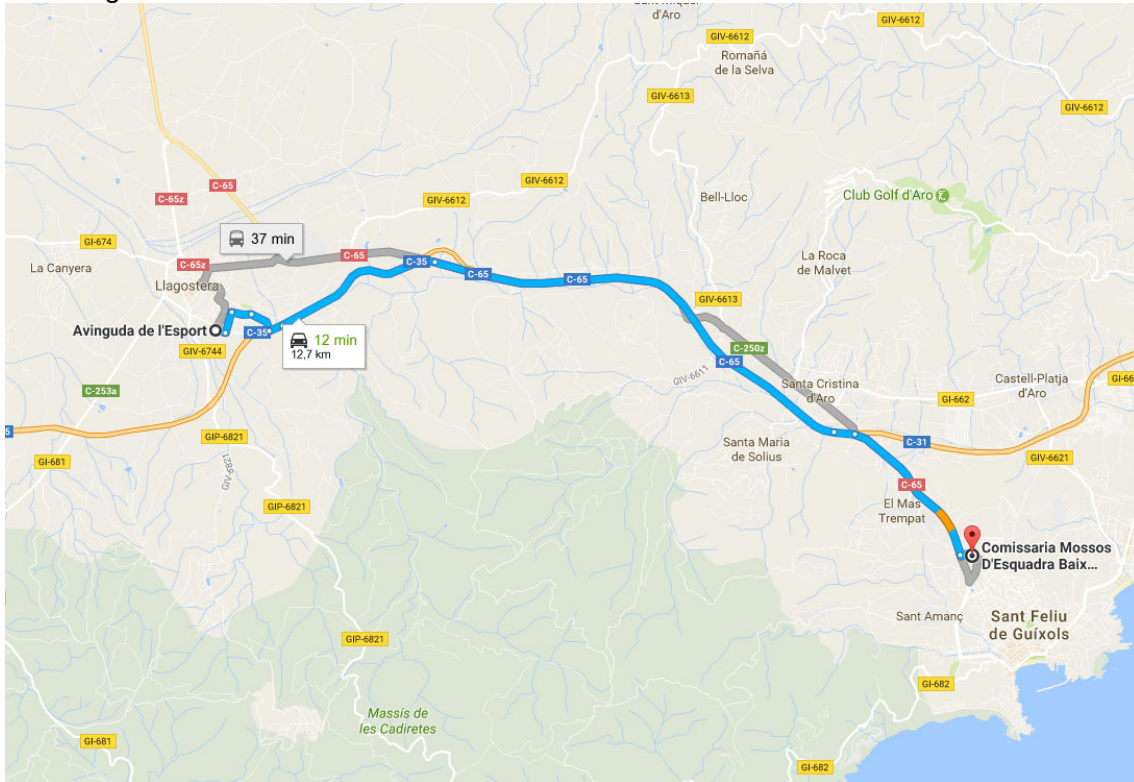 d'Aro
GIV-6612
GIV-6612
Romañá
de la Selva
GIV-6613
GIV-6612
C-65z
C-65
GIV-6612
GIV-6612
Bell-Lloc
Club Golf d'Aro
GI-674
37 min
C-65
La Roca
de Malvet
La Canyera
C-65z
C-35
C-65
C-65
Llagostera
GIV-6613
Avinguda de l'Esport
C-35
12 min
12,7 km
GIV-6744
C-250z
C-65
GIV-6611
Santa Cristina
d'Aro
Castell-Platja
d'Aro
GI-66
C-253a
GI-662
5
GIP-6821
Santa Maria
de Solius
C-31
GI-681
GIV-6821
GIV-6621
C-65
GIP-6821
El Mas
Trempat
Comissaria Mossos
D'Esquadra Baix...
Sant Amanç
Sant Feliu
de Guíxols
GIP-6821
GI-682
Massís de
les Cadiretes
GI-681
GI-682